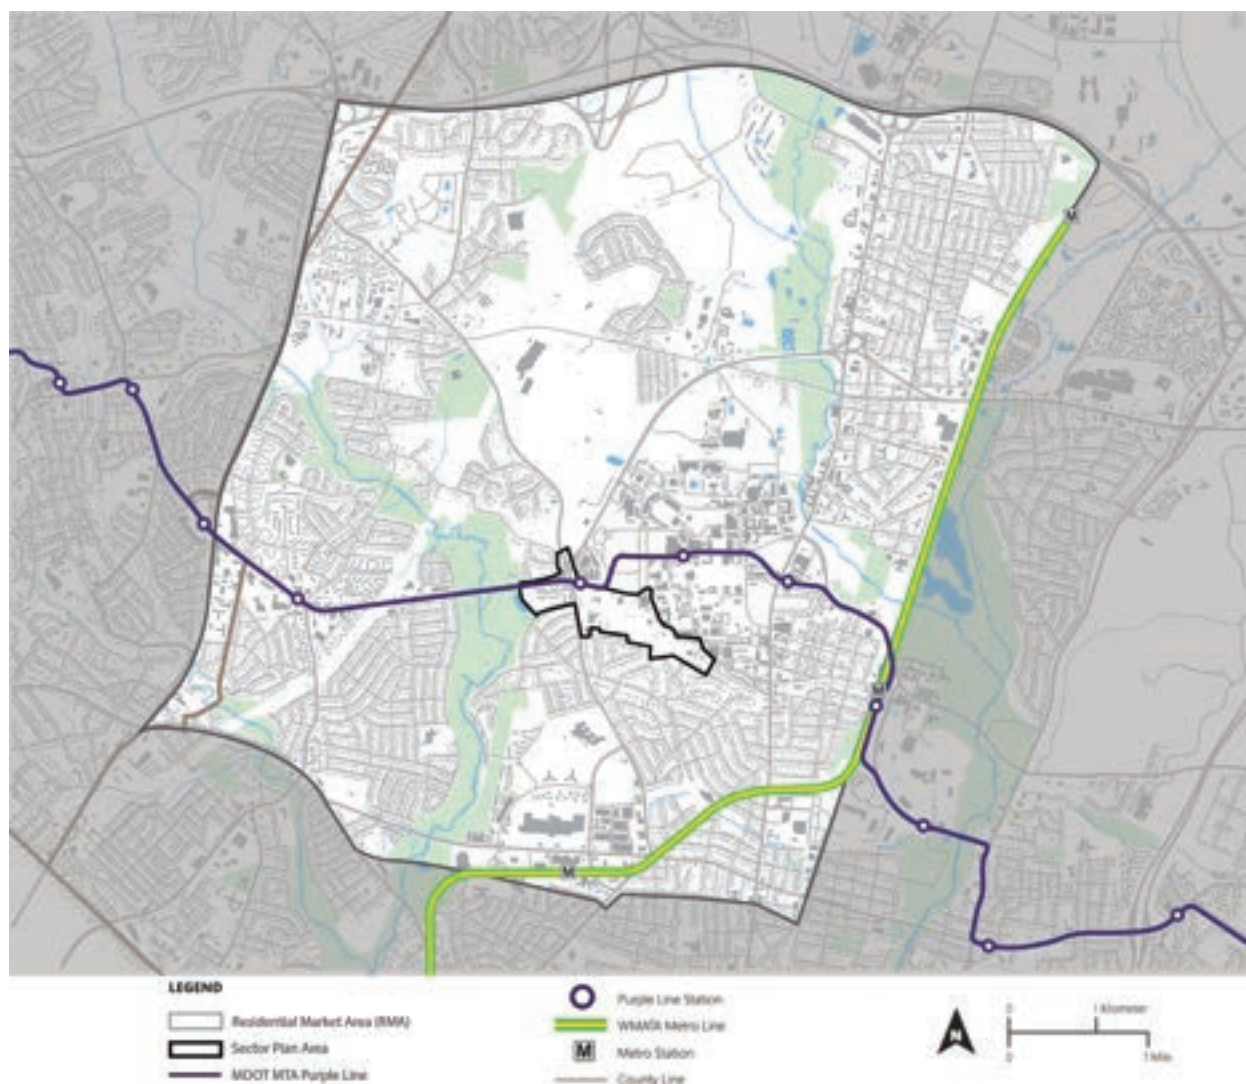 LEGEND
Residential Market Area (RMA)
Sector Plan Area
MDOT MTA Purple Line
Purple Line Station
M WMATA Metro Line
Metro Station
County Line
N
0 1 Kilometer
0 1 Mile
M
M
M